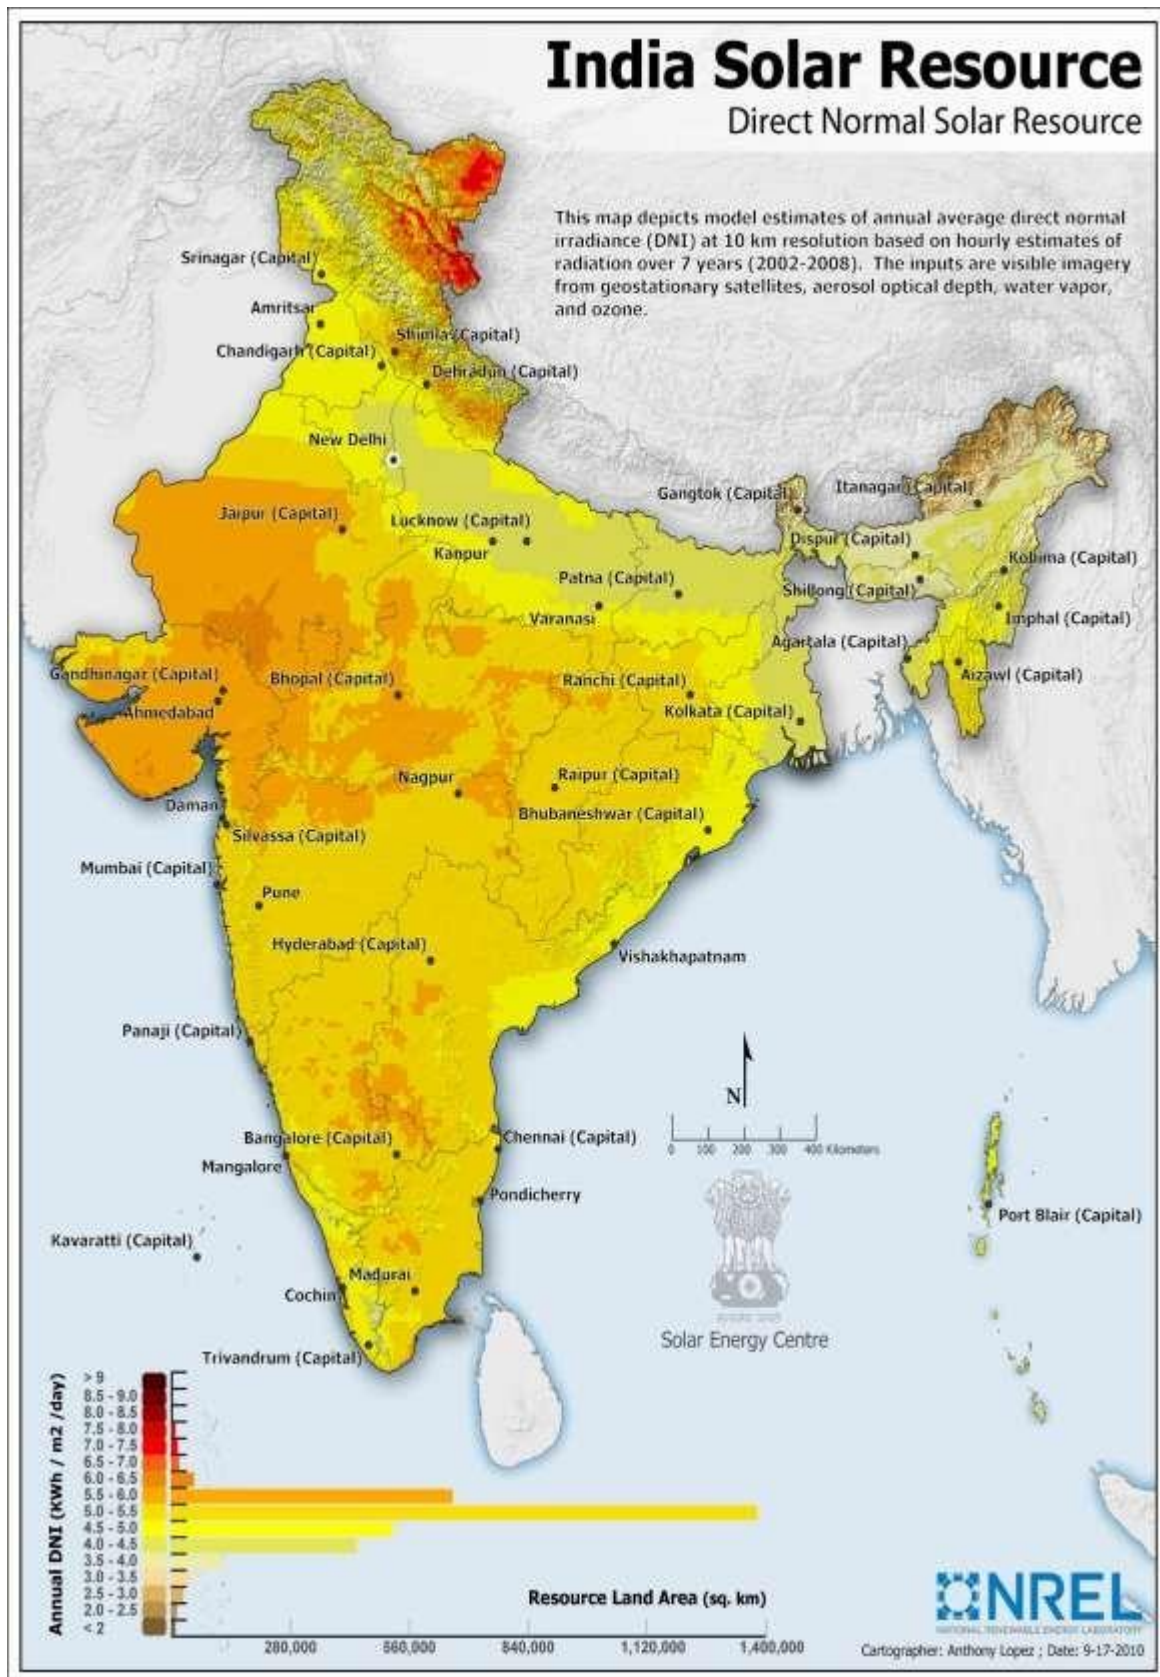 India Solar Resource
Direct Normal Solar Resource
This map depicts model estimates of annual average direct normal
irradiance (DNI) at 10 km resolution based on hourly estimates of
radiation over 7 years (2002-2008). The inputs are visible imagery
from geostationary satellites, aerosol optical depth, water vapor,
and ozone.
Srinagar (Capital)
Amritsar
Shimla (Capital)
Chandigarh (Capital)
Dehradun (Capital)
New Delhi
Gangtok (Capital)
Itanagar (Capital)
Jaipur (Capital)
Lucknow (Capital)
Kanpur
Dispur (Capital)
Kohima (Capital)
Patna (Capital)
Shillong (Capital)
Varanasi
Imphal (Capital)
Agartala (Capital)
Gandhinagar (Capital)
Bhopal (Capital)
Ranchi (Capital)
Aizawl (Capital)
Ahmedabad
Kolkata (Capital)
Nagpur
Raipur (Capital)
Daman
Bhubaneshwar (Capital)
Silvassa (Capital)
Mumbai (Capital)
Pune
Hyderabad (Capital)
Vishakhapatnam
Panaji (Capital)
N
Bangalore (Capital)
Chennai (Capital)
0 100 200 300 400 Kilometers
Mangalore
Pondicherry
Port Blair (Capital)
Kavaratti (Capital)
Madurai
Cochin
Solar Energy Centre
Trivandrum (Capital)
Annual DNI (KWh / m2 /day)
> 9
8.5 - 9.0
8.0 - 8.5
7.5 - 8.0
7.0 - 7.5
6.5 - 7.0
6.0 - 6.5
5.5 - 6.0
5.0 - 5.5
4.5 - 5.0
4.0 - 4.5
3.5 - 4.0
3.0 - 3.5
2.5 - 3.0
2.0 - 2.5
< 2
Resource Land Area (sq. km)
280,000 560,000 840,000 1,120,000 1,400,000
NREL
NATIONAL RENEWABLE ENERGY LABORATORY
Cartographer: Anthony Lopez ; Date: 9-17-2010